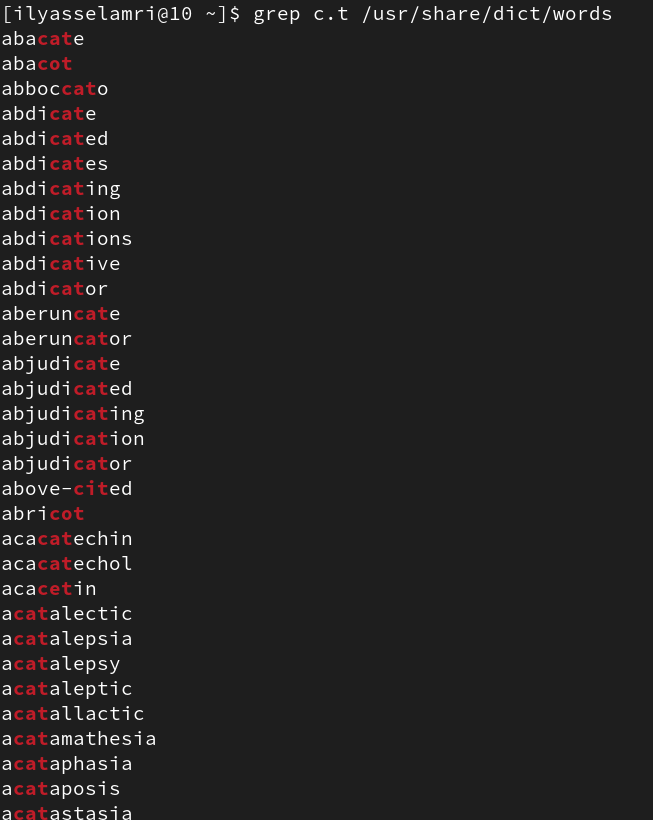 [ilyasselamri@10 ~]$ grep c.t /usr/share/dict/words
abacate
abacot
abboccato
abdicate
abdicated
abdicates
abdicating
abdication
abdications
abdicative
abdicator
aberuncate
aberuncator
abjudicate
abjudicated
abjudicating
abjudication
abjudicator
above-cited
abricot
acacatechin
acacatechol
acacetin
acatalectic
acatalepsia
acatalepsy
acataleptic
acatallactic
acatamathesia
acataphasia
acataposis
acatastasia